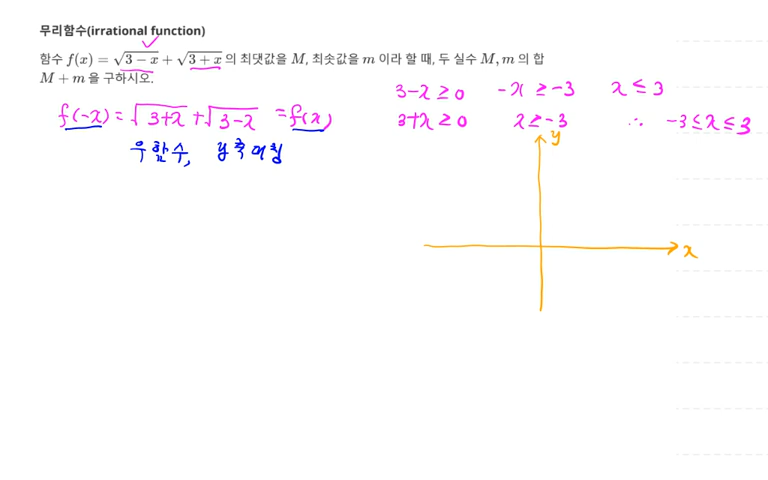 무리함수(irrational function)
함수 f(x) = √(3 − x) + √(3 + x) 의 최댓값을 M, 최솟값을 m 이라 할 때, 두 실수 M, m 의 합
M + m 을 구하시오.
3-x ≥ 0 -x ≥ -3 x ≤ 3
f(-x) = √(3+x) + √(3-x) = f(x)
3+x ≥ 0 x ≥ -3 ∴ -3 ≤ x ≤ 3
우함수, y축대칭
y
x